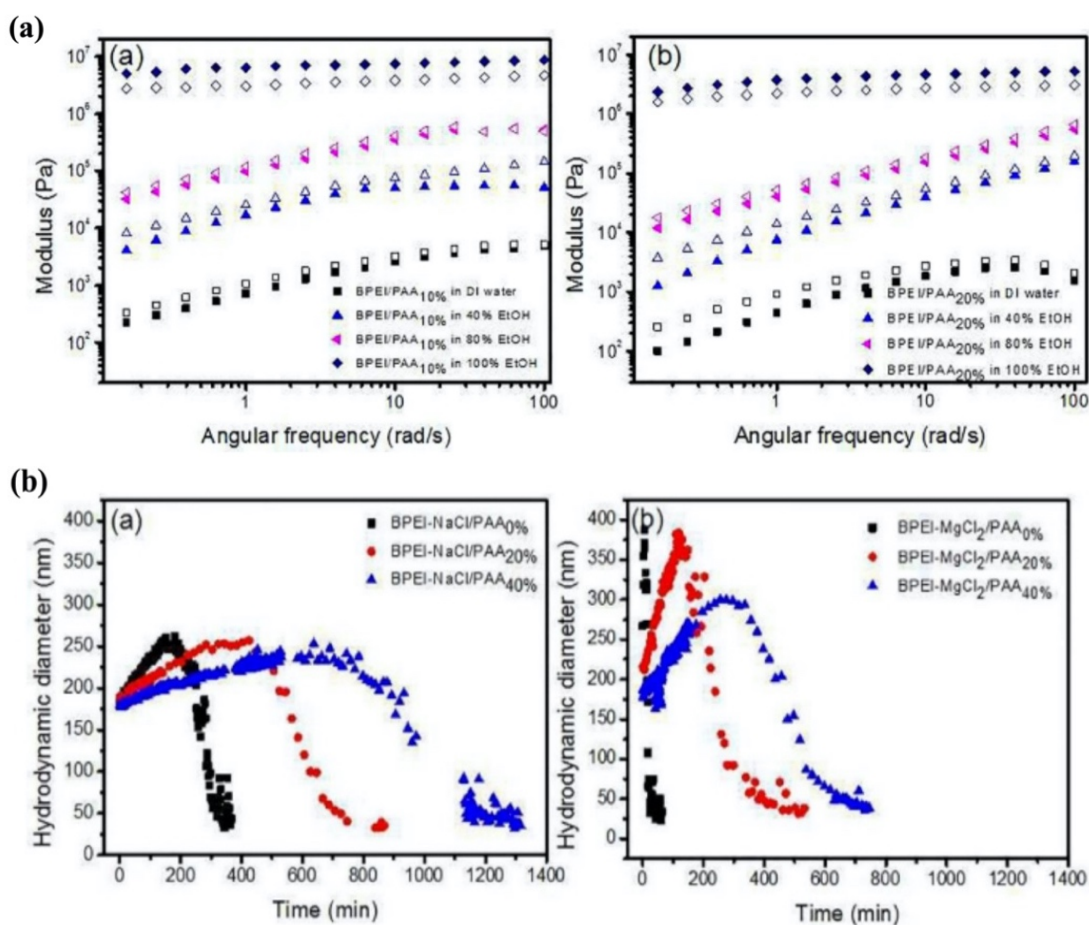 (a)
(a)
10^7
10^6
10^5
10^4
10^3
10^2
Modulus (Pa)
BPEI/PAA10% in DI water
BPEI/PAA10% in 40% EtOH
BPEI/PAA10% in 80% EtOH
BPEI/PAA10% in 100% EtOH
1 10 100
Angular frequency (rad/s)
(b)
10^7
10^6
10^5
10^4
10^3
10^2
Modulus (Pa)
BPEI/PAA20% in DI water
BPEI/PAA20% in 40% EtOH
BPEI/PAA20% in 80% EtOH
BPEI/PAA20% in 100% EtOH
1 10 100
Angular frequency (rad/s)
(b)
(a)
400
350
300
250
200
150
100
50
0
Hydrodynamic diameter (nm)
BPEI-NaCl/PAA0%
BPEI-NaCl/PAA20%
BPEI-NaCl/PAA40%
0 200 400 600 800 1000 1200 1400
Time (min)
(b)
400
350
300
250
200
150
100
50
0
Hydrodynamic diameter (nm)
BPEI-MgCl2/PAA0%
BPEI-MgCl2/PAA20%
BPEI-MgCl2/PAA40%
0 200 400 600 800 1000 1200 1400
Time (min)